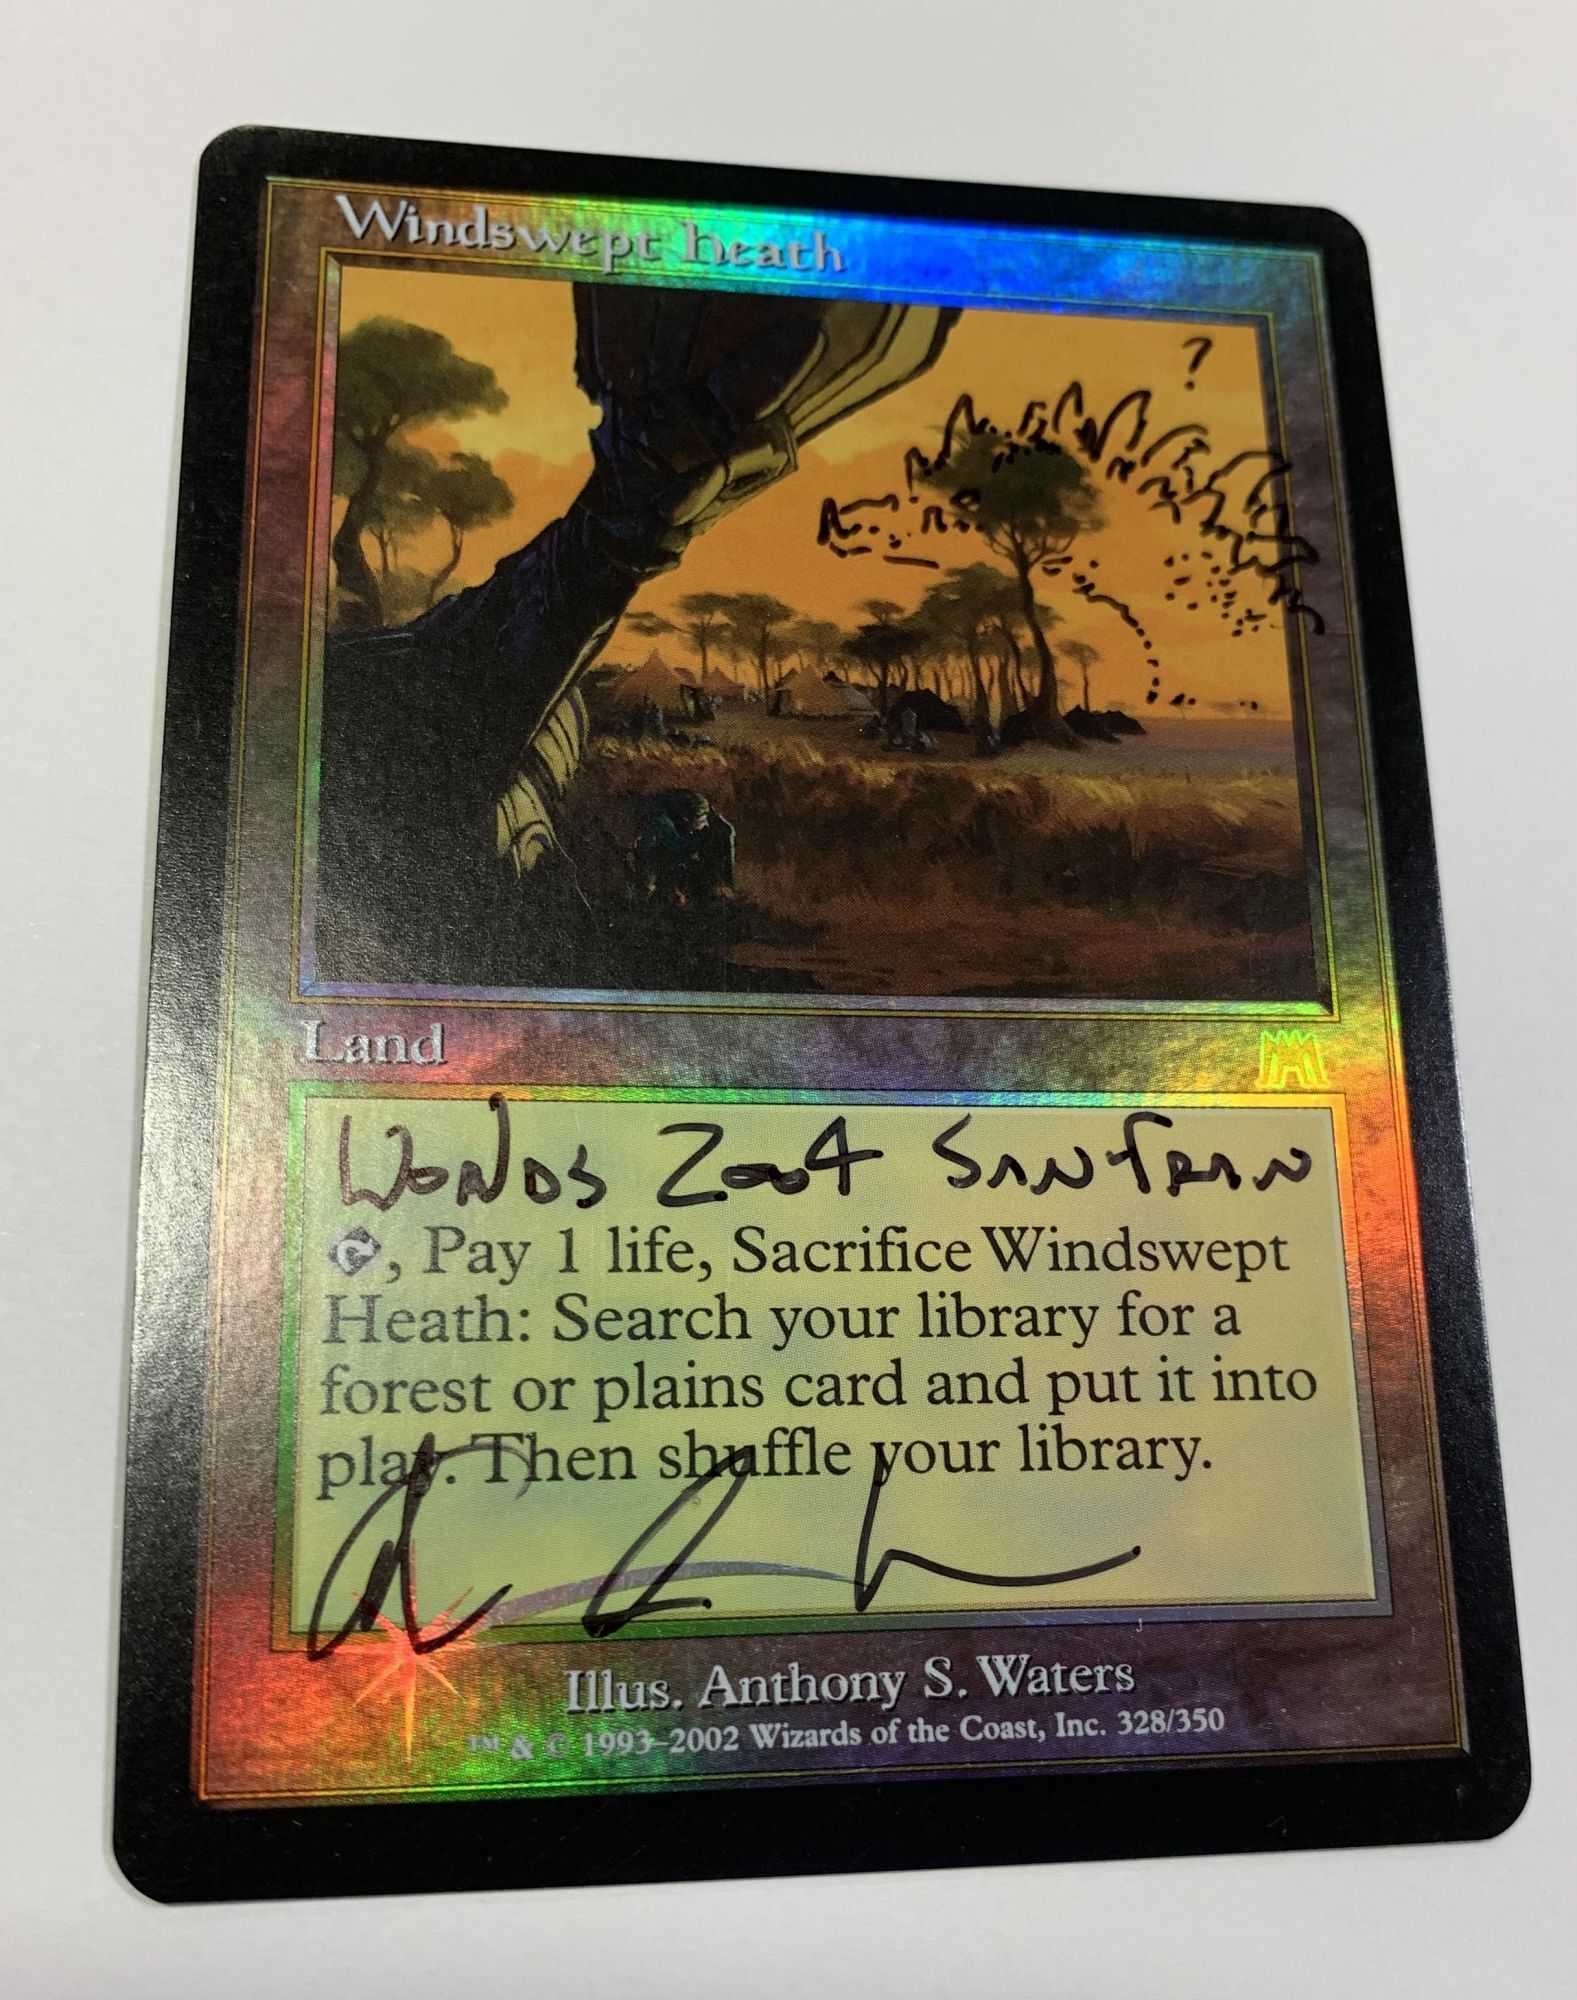 Windswept Heath
?
Land
WORLDS 2004 SAN FRAN
, Pay 1 life, Sacrifice Windswept
Heath: Search your library for a
forest or plains card and put it into
play. Then shuffle your library.
Illus. Anthony S. Waters
™ & © 1993–2002 Wizards of the Coast, Inc. 328/350